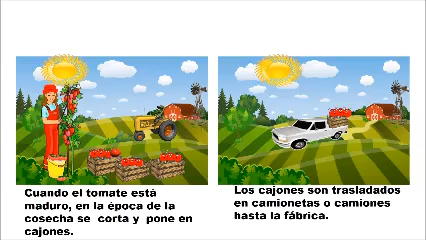 Cuando el tomate está
maduro, en la época de la
cosecha se corta y pone en
cajones.
Los cajones son trasladados
en camionetas o camiones
hasta la fábrica.